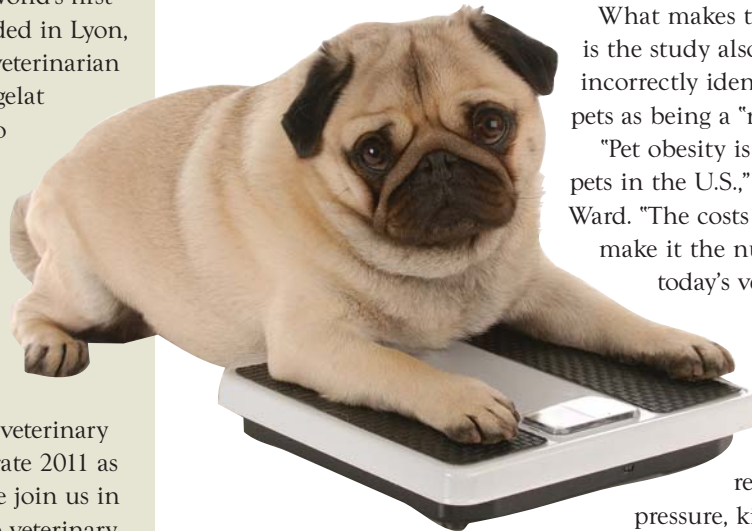 world's first
ded in Lyon,
veterinarian
gelat
o
veterinary
rate 2011 as
e join us in
veterinary
What makes t
is the study also
incorrectly iden
pets as being a "n
"Pet obesity is
pets in the U.S.,"
Ward. "The costs
make it the nu
today's ve
re
pressure, k